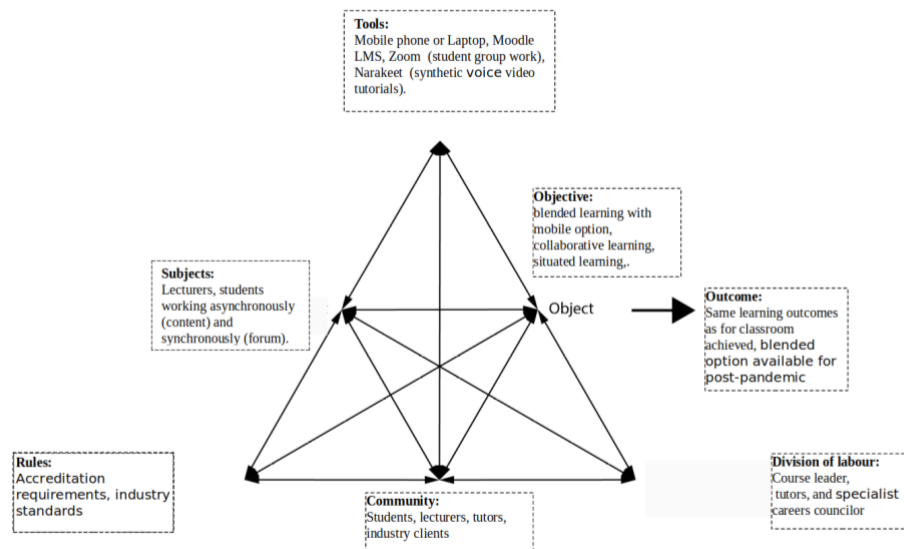 Tools:
Mobile phone or Laptop, Moodle
LMS, Zoom (student group work),
Narakeet (synthetic voice video
tutorials).
Objective:
blended learning with
mobile option,
collaborative learning,
situated learning,.
Subjects:
Lecturers, students
working asynchronously
(content) and
synchronously (forum).
Object
Outcome:
Same learning outcomes
as for classroom
achieved, blended
option available for
post-pandemic
Rules:
Accreditation
requirements, industry
standards
Community:
Students, lecturers, tutors,
industry clients
Division of labour:
Course leader,
tutors, and specialist
careers councilor